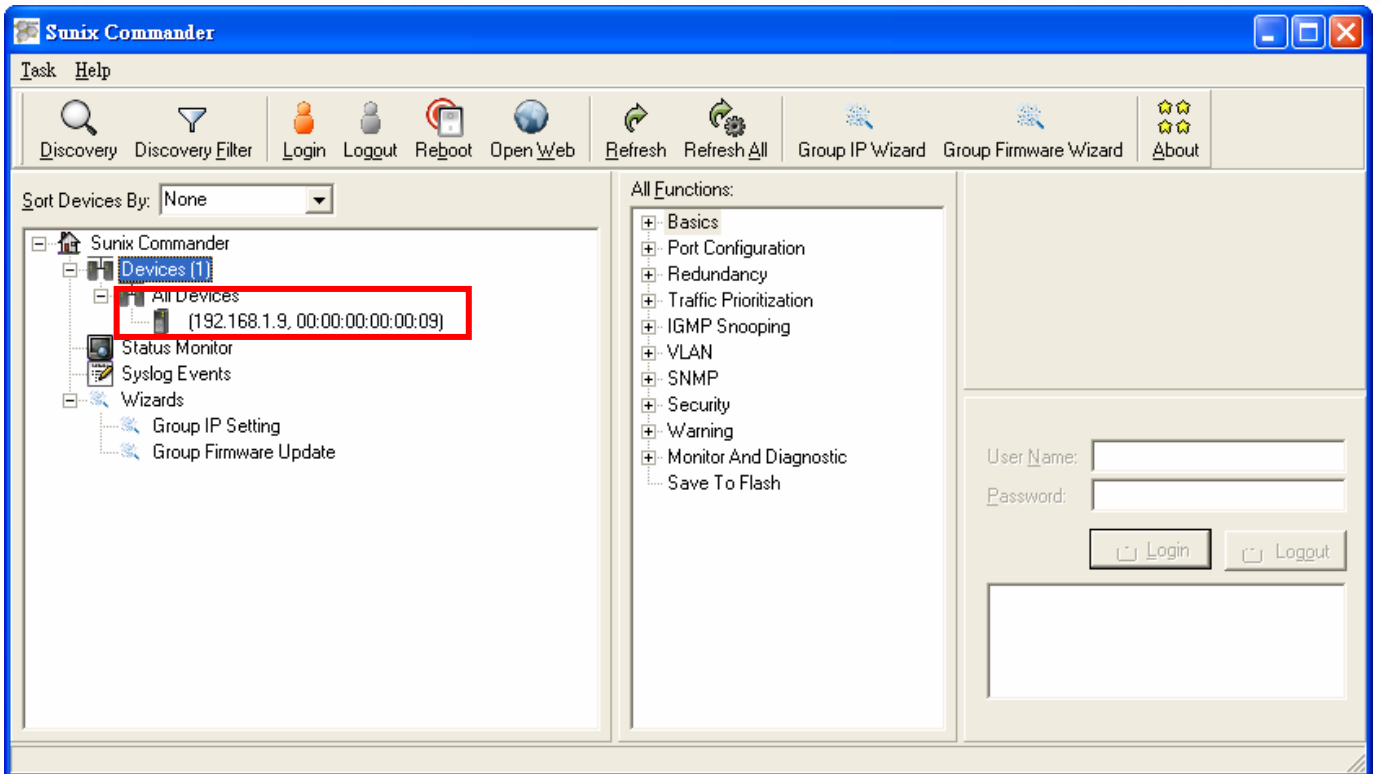 Sunix Commander
Task Help
Discovery Discovery Filter Login Logout Reboot Open Web Refresh Refresh All Group IP Wizard Group Firmware Wizard About
Sort Devices By: None
Sunix Commander
Devices (1)
All Devices
(192.168.1.9, 00:00:00:00:00:09)
Status Monitor
Syslog Events
Wizards
Group IP Setting
Group Firmware Update
All Functions:
Basics
Port Configuration
Redundancy
Traffic Prioritization
IGMP Snooping
VLAN
SNMP
Security
Warning
Monitor And Diagnostic
Save To Flash
User Name:
Password:
Login Logout